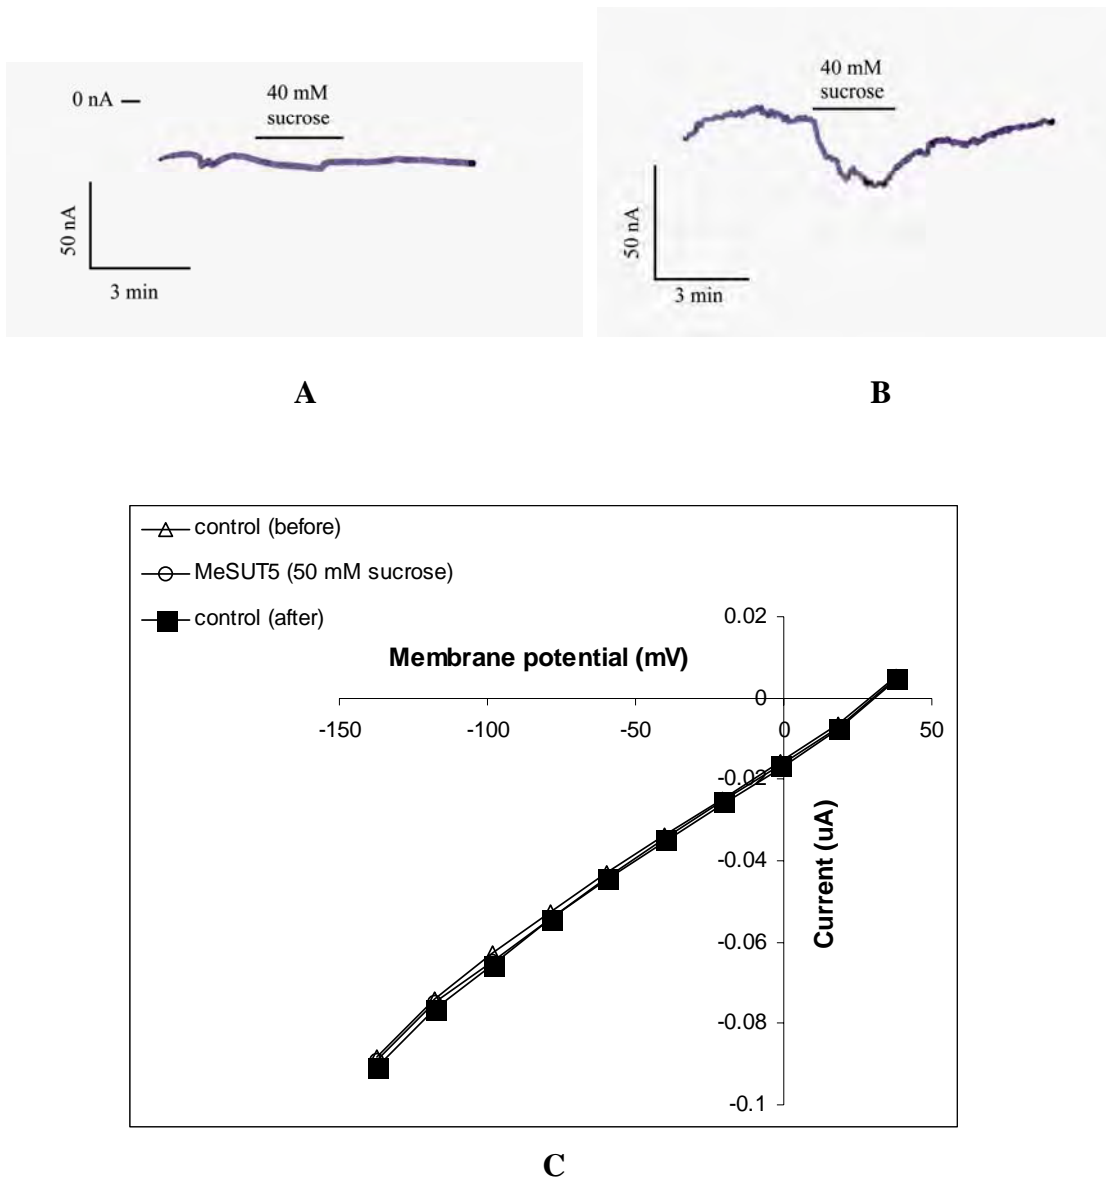 0 nA
40 mM
sucrose
50 nA
3 min
40 mM
sucrose
50 nA
3 min
A
B
control (before)
MeSUT5 (50 mM sucrose)
control (after)
Membrane potential (mV)
0.02
0
-150
-100
-50
0
50
-0.02
-0.04
-0.06
-0.08
-0.1
Current (uA)
C